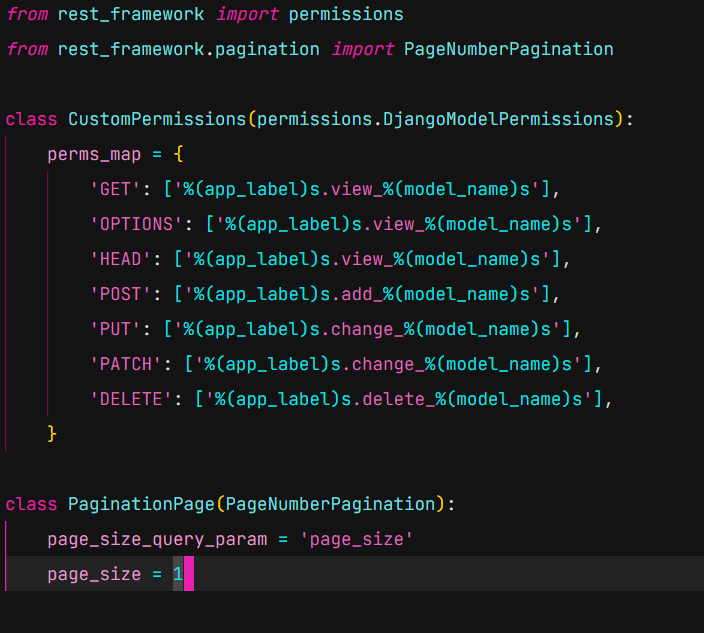 from rest_framework import permissions
from rest_framework.pagination import PageNumberPagination
class CustomPermissions(permissions.DjangoModelPermissions):
    perms_map = {
        'GET': ['%(app_label)s.view_%(model_name)s'],
        'OPTIONS': ['%(app_label)s.view_%(model_name)s'],
        'HEAD': ['%(app_label)s.view_%(model_name)s'],
        'POST': ['%(app_label)s.add_%(model_name)s'],
        'PUT': ['%(app_label)s.change_%(model_name)s'],
        'PATCH': ['%(app_label)s.change_%(model_name)s'],
        'DELETE': ['%(app_label)s.delete_%(model_name)s'],
    }
class PaginationPage(PageNumberPagination):
    page_size_query_param = 'page_size'
    page_size = 1